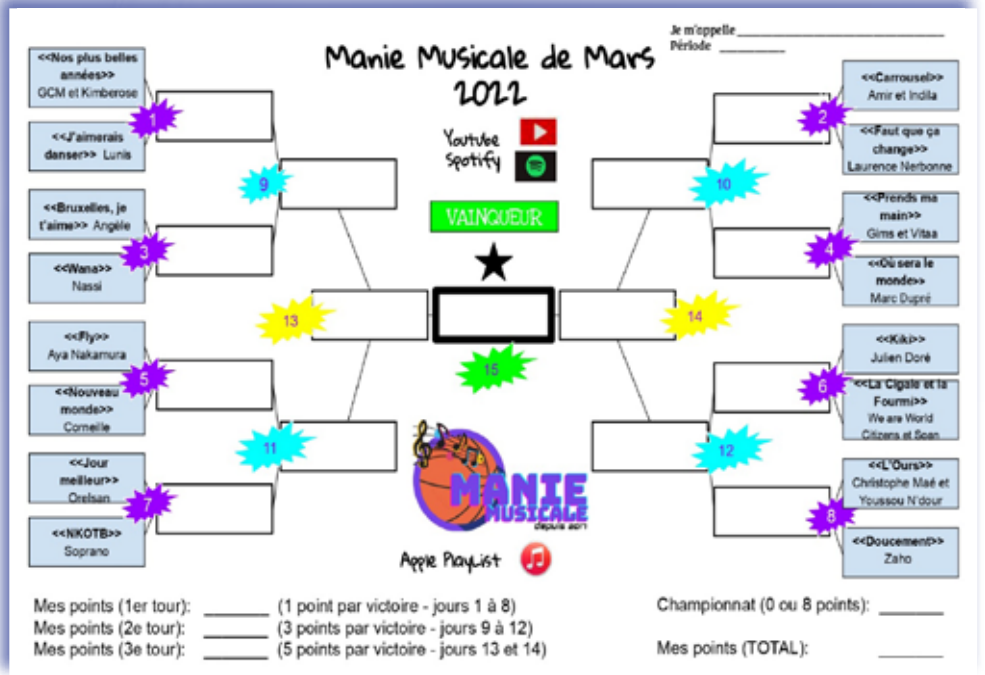 Je m'appelle
Période
Manie Musicale de Mars
2022
Youtube
Spotify
VAINQUEUR
<<Nos plus belles
années>>
GCM et Kimberose
1
<<J'aimerais
danser>> Lunis
<<Bruxelles, je
t'aime>> Angèle
3
<<Wana>>
Nassi
<<Fly>>
Aya Nakamura
5
<<Nouveau
monde>>
Corneille
<<Jour
meilleur>>
Orelsan
7
<<NKOTB>>
Soprano
9
11
13
15
14
10
12
<<Carrousel>>
Amir et Indila
2
<<Faut que ça
change>>
Laurence Nerbonne
<<Prends ma
main>>
Gims et Vitaa
4
<<Où sera le
monde>>
Marc Dupré
<<Kiki>>
Julien Doré
6
<<La Cigale et la
Fourmi>>
We are World
Citizens et Soan
<<L'Ours>>
Christophe Maé et
Youssou N'dour
8
<<Doucement>>
Zaho
MANIE
MUSICALE
depuis
Apple PlayList
Mes points (1er tour): (1 point par victoire - jours 1 à 8)
Mes points (2e tour): (3 points par victoire - jours 9 à 12)
Mes points (3e tour): (5 points par victoire - jours 13 et 14)
Championnat (0 ou 8 points):
Mes points (TOTAL):